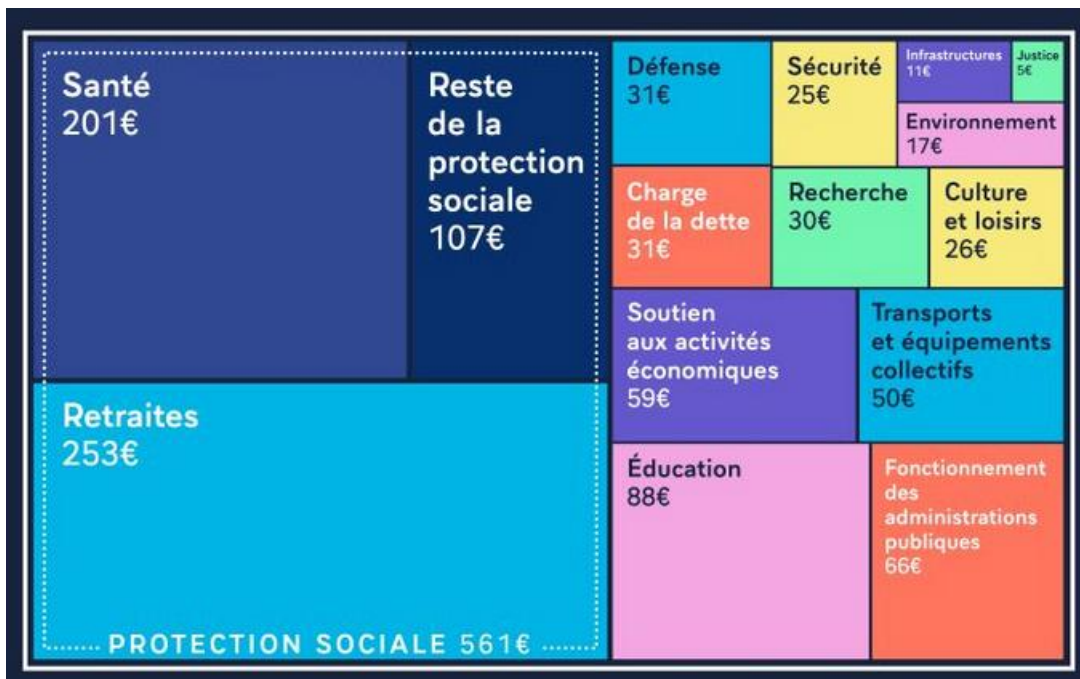 Santé
201€
Reste
de la
protection
sociale
107€
Retraites
253€
PROTECTION SOCIALE 561€
Défense
31€
Sécurité
25€
Infrastructures
11€
Justice
5€
Environnement
17€
Charge
de la dette
31€
Recherche
30€
Culture
et loisirs
26€
Soutien
aux activités
économiques
59€
Transports
et équipements
collectifs
50€
Éducation
88€
Fonctionnement
des
administrations
publiques
66€